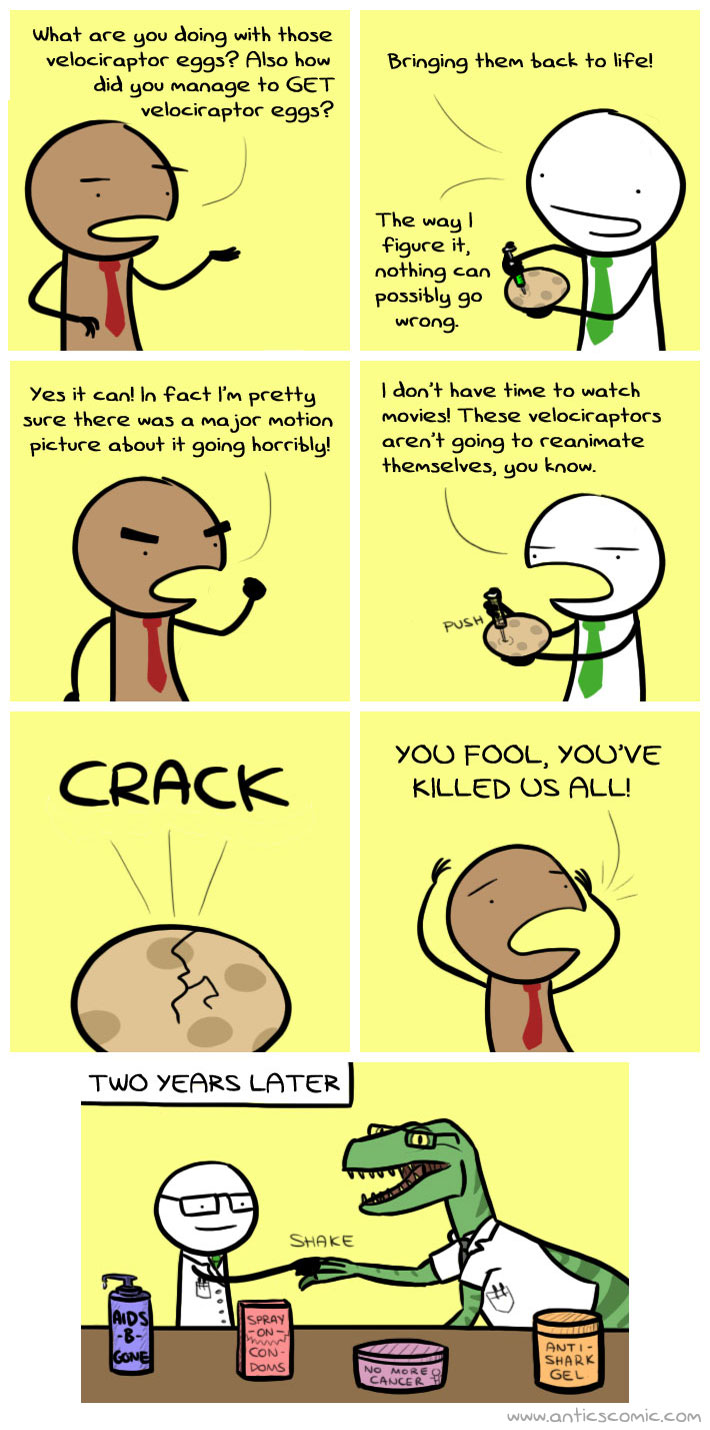 What are you doing with those
velociraptor eggs? Also how
did you manage to GET
velociraptor eggs?
Bringing them back to life!
The way I
figure it,
nothing can
possibly go
wrong.
Yes it can! In fact I'm pretty
sure there was a major motion
picture about it going horribly!
I don't have time to watch
movies! These velociraptors
aren't going to reanimate
themselves, you know.
PUSH
CRACK
YOU FOOL, YOU'VE
KILLED US ALL!
TWO YEARS LATER
SHAKE
AIDS
-B-
GONE
SPRAY
-ON-
CON-
DOMS
NO MORE
CANCER
ANTI-
SHARK
GEL
www.anticscomic.com